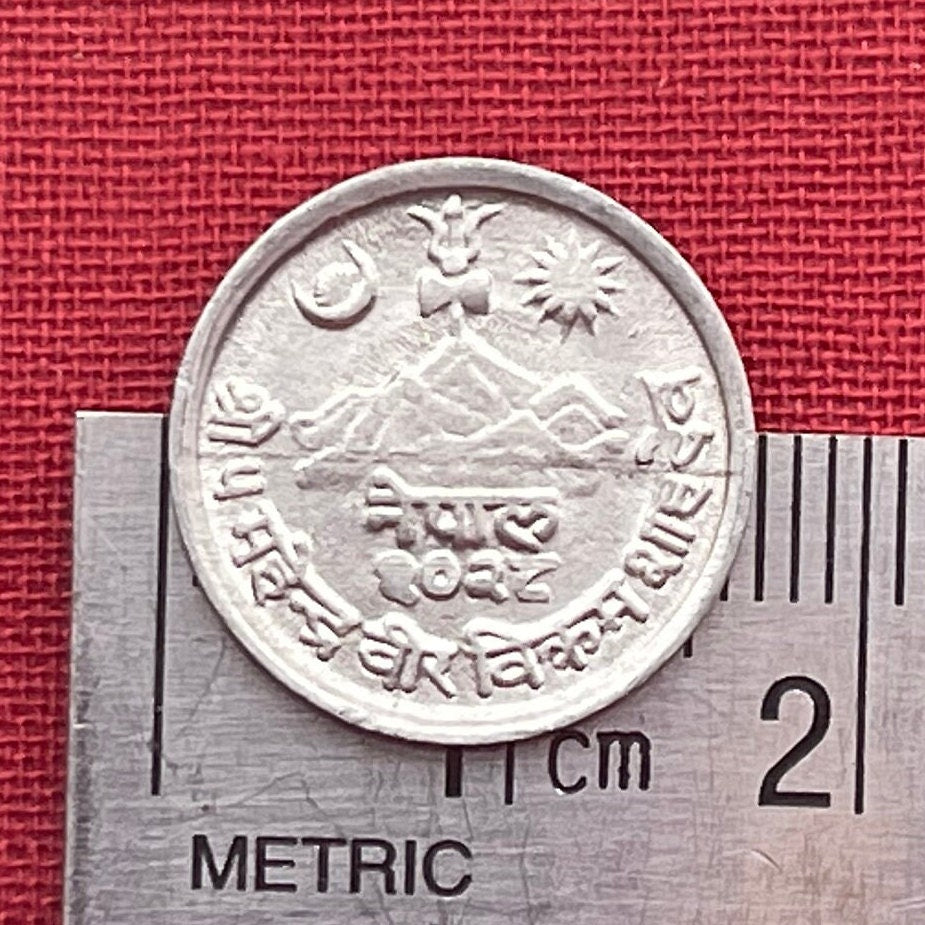 श्री ५ महेन्द्र वीर विक्रम शाहदेव
नेपाल
२०२८
cm 2
METRIC